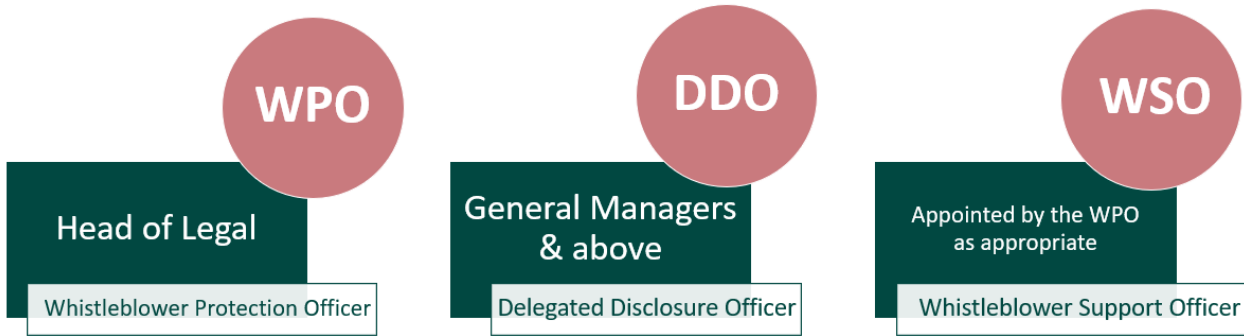 WPO
Head of Legal
Whistleblower Protection Officer
DDO
General Managers
& above
Delegated Disclosure Officer
WSO
Appointed by the WPO
as appropriate
Whistleblower Support Officer